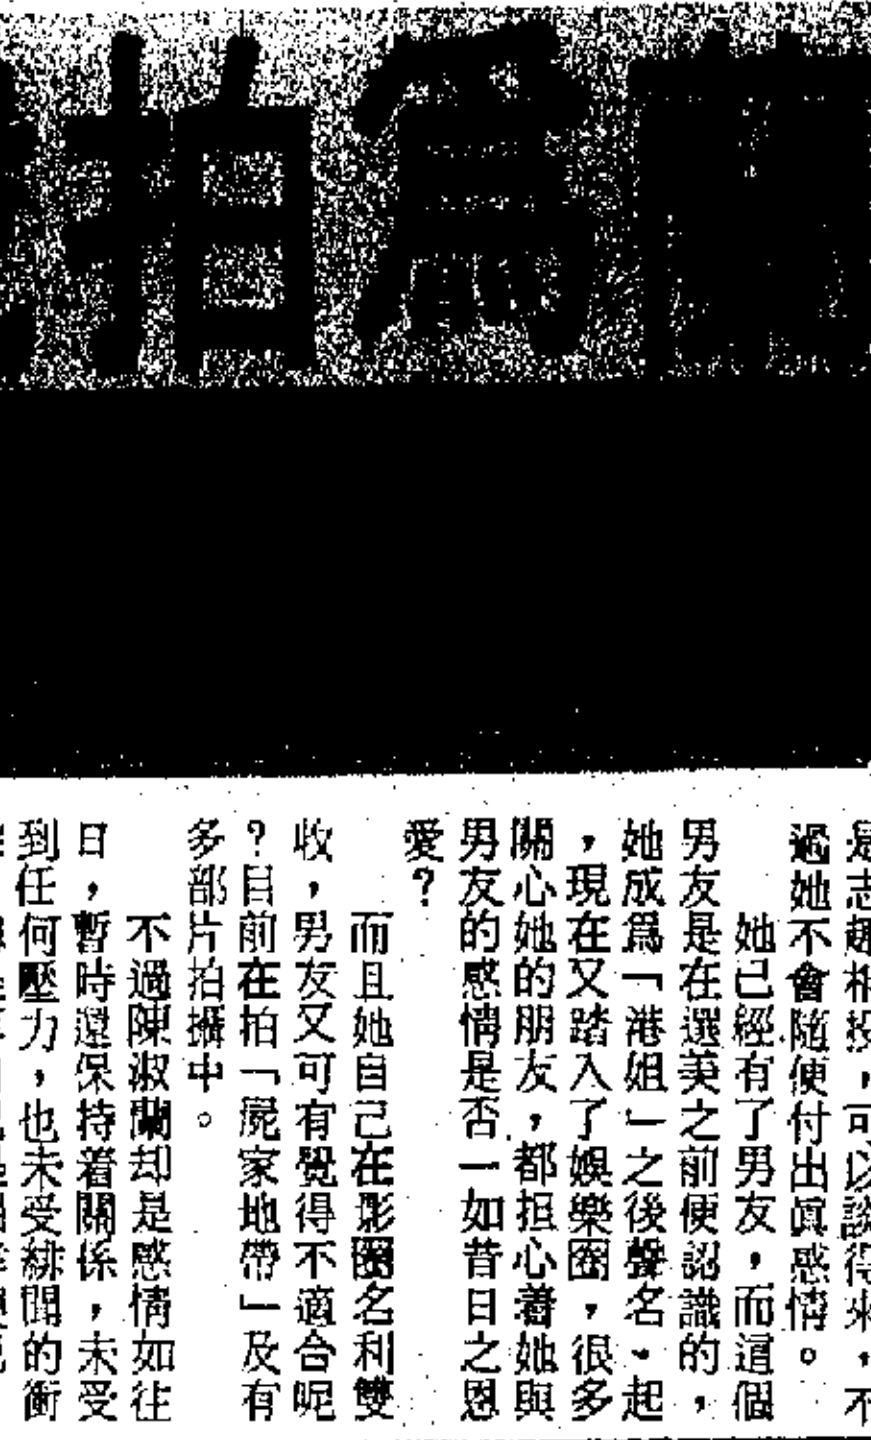 爲拍
是志趣相投，可以談得來，不
過她不會隨便付出眞感情。
她已經有了男友，而這個
男友是在選美之前便認識的，
她成爲「港姐」之後聲名 起
，現在又踏入了娛樂圈，很多
關心她的朋友，都担心着她與
男友的感情是否一如昔日之恩
愛？
而且她自己在影圈名利雙
收，男友又可有覺得不適合呢
？目前在拍「屍家地帶」及有
多部片拍攝中。
不過陳淑蘭却是感情如往
日，暫時還保持着關係，未受
到任何壓力，也未受緋聞的衝